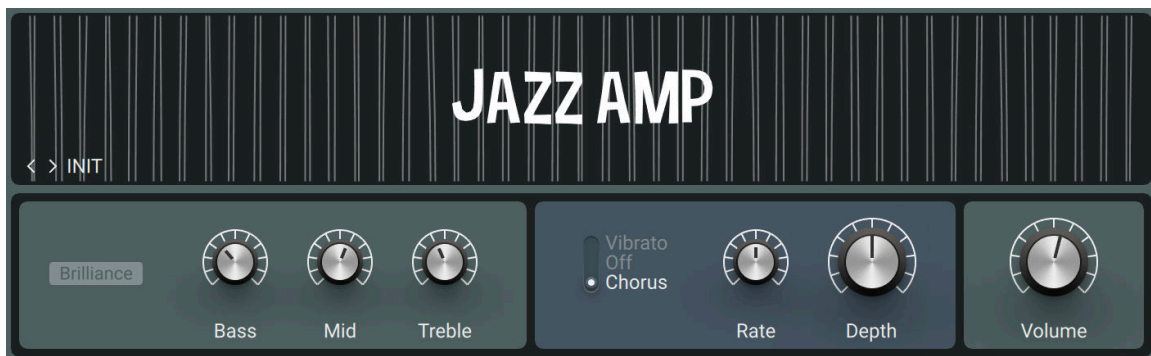 JAZZ AMP
< > INIT
Brilliance
Vibrato
Off
Chorus
Bass Mid Treble Rate Depth Volume